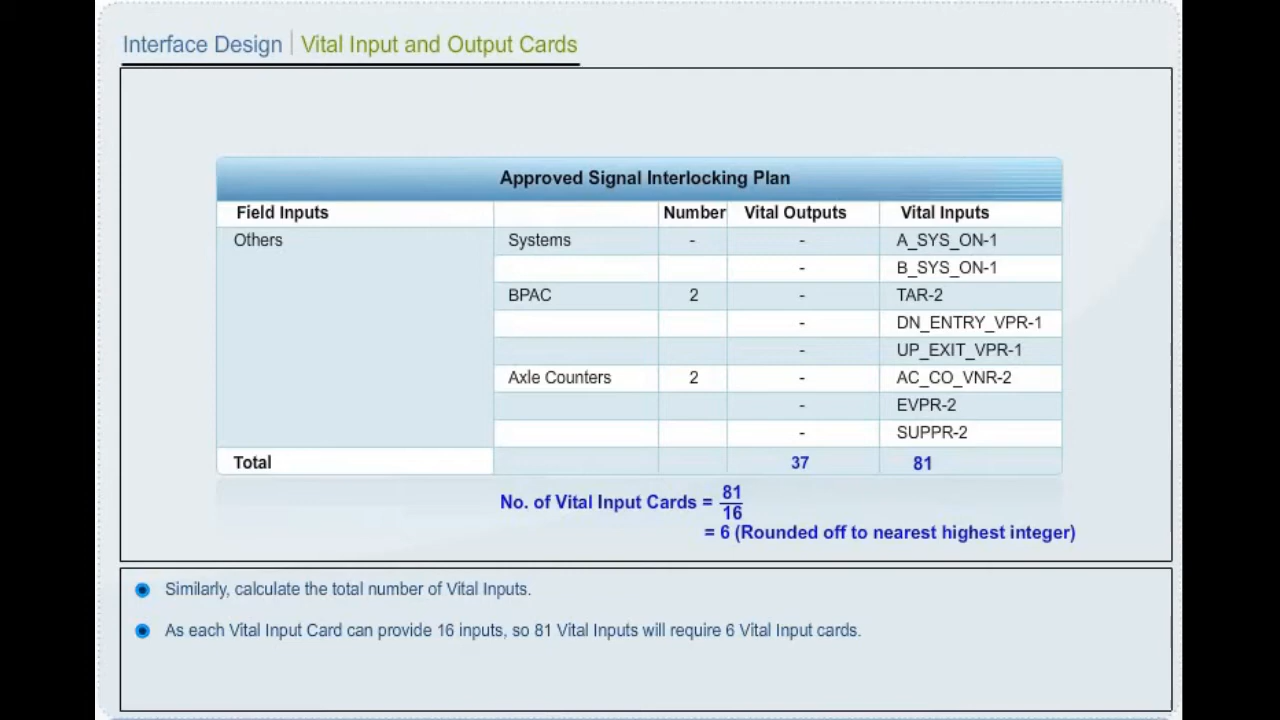 Interface Design | Vital Input and Output Cards
Approved Signal Interlocking Plan
Field Inputs Number Vital Outputs Vital Inputs
Others Systems - - A_SYS_ON-1
- B_SYS_ON-1
BPAC 2 - TAR-2
- DN_ENTRY_VPR-1
- UP_EXIT_VPR-1
Axle Counters 2 - AC_CO_VNR-2
- EVPR-2
- SUPPR-2
Total 37 81
No. of Vital Input Cards = 81/16
= 6 (Rounded off to nearest highest integer)
Similarly, calculate the total number of Vital Inputs.
As each Vital Input Card can provide 16 inputs, so 81 Vital Inputs will require 6 Vital Input cards.